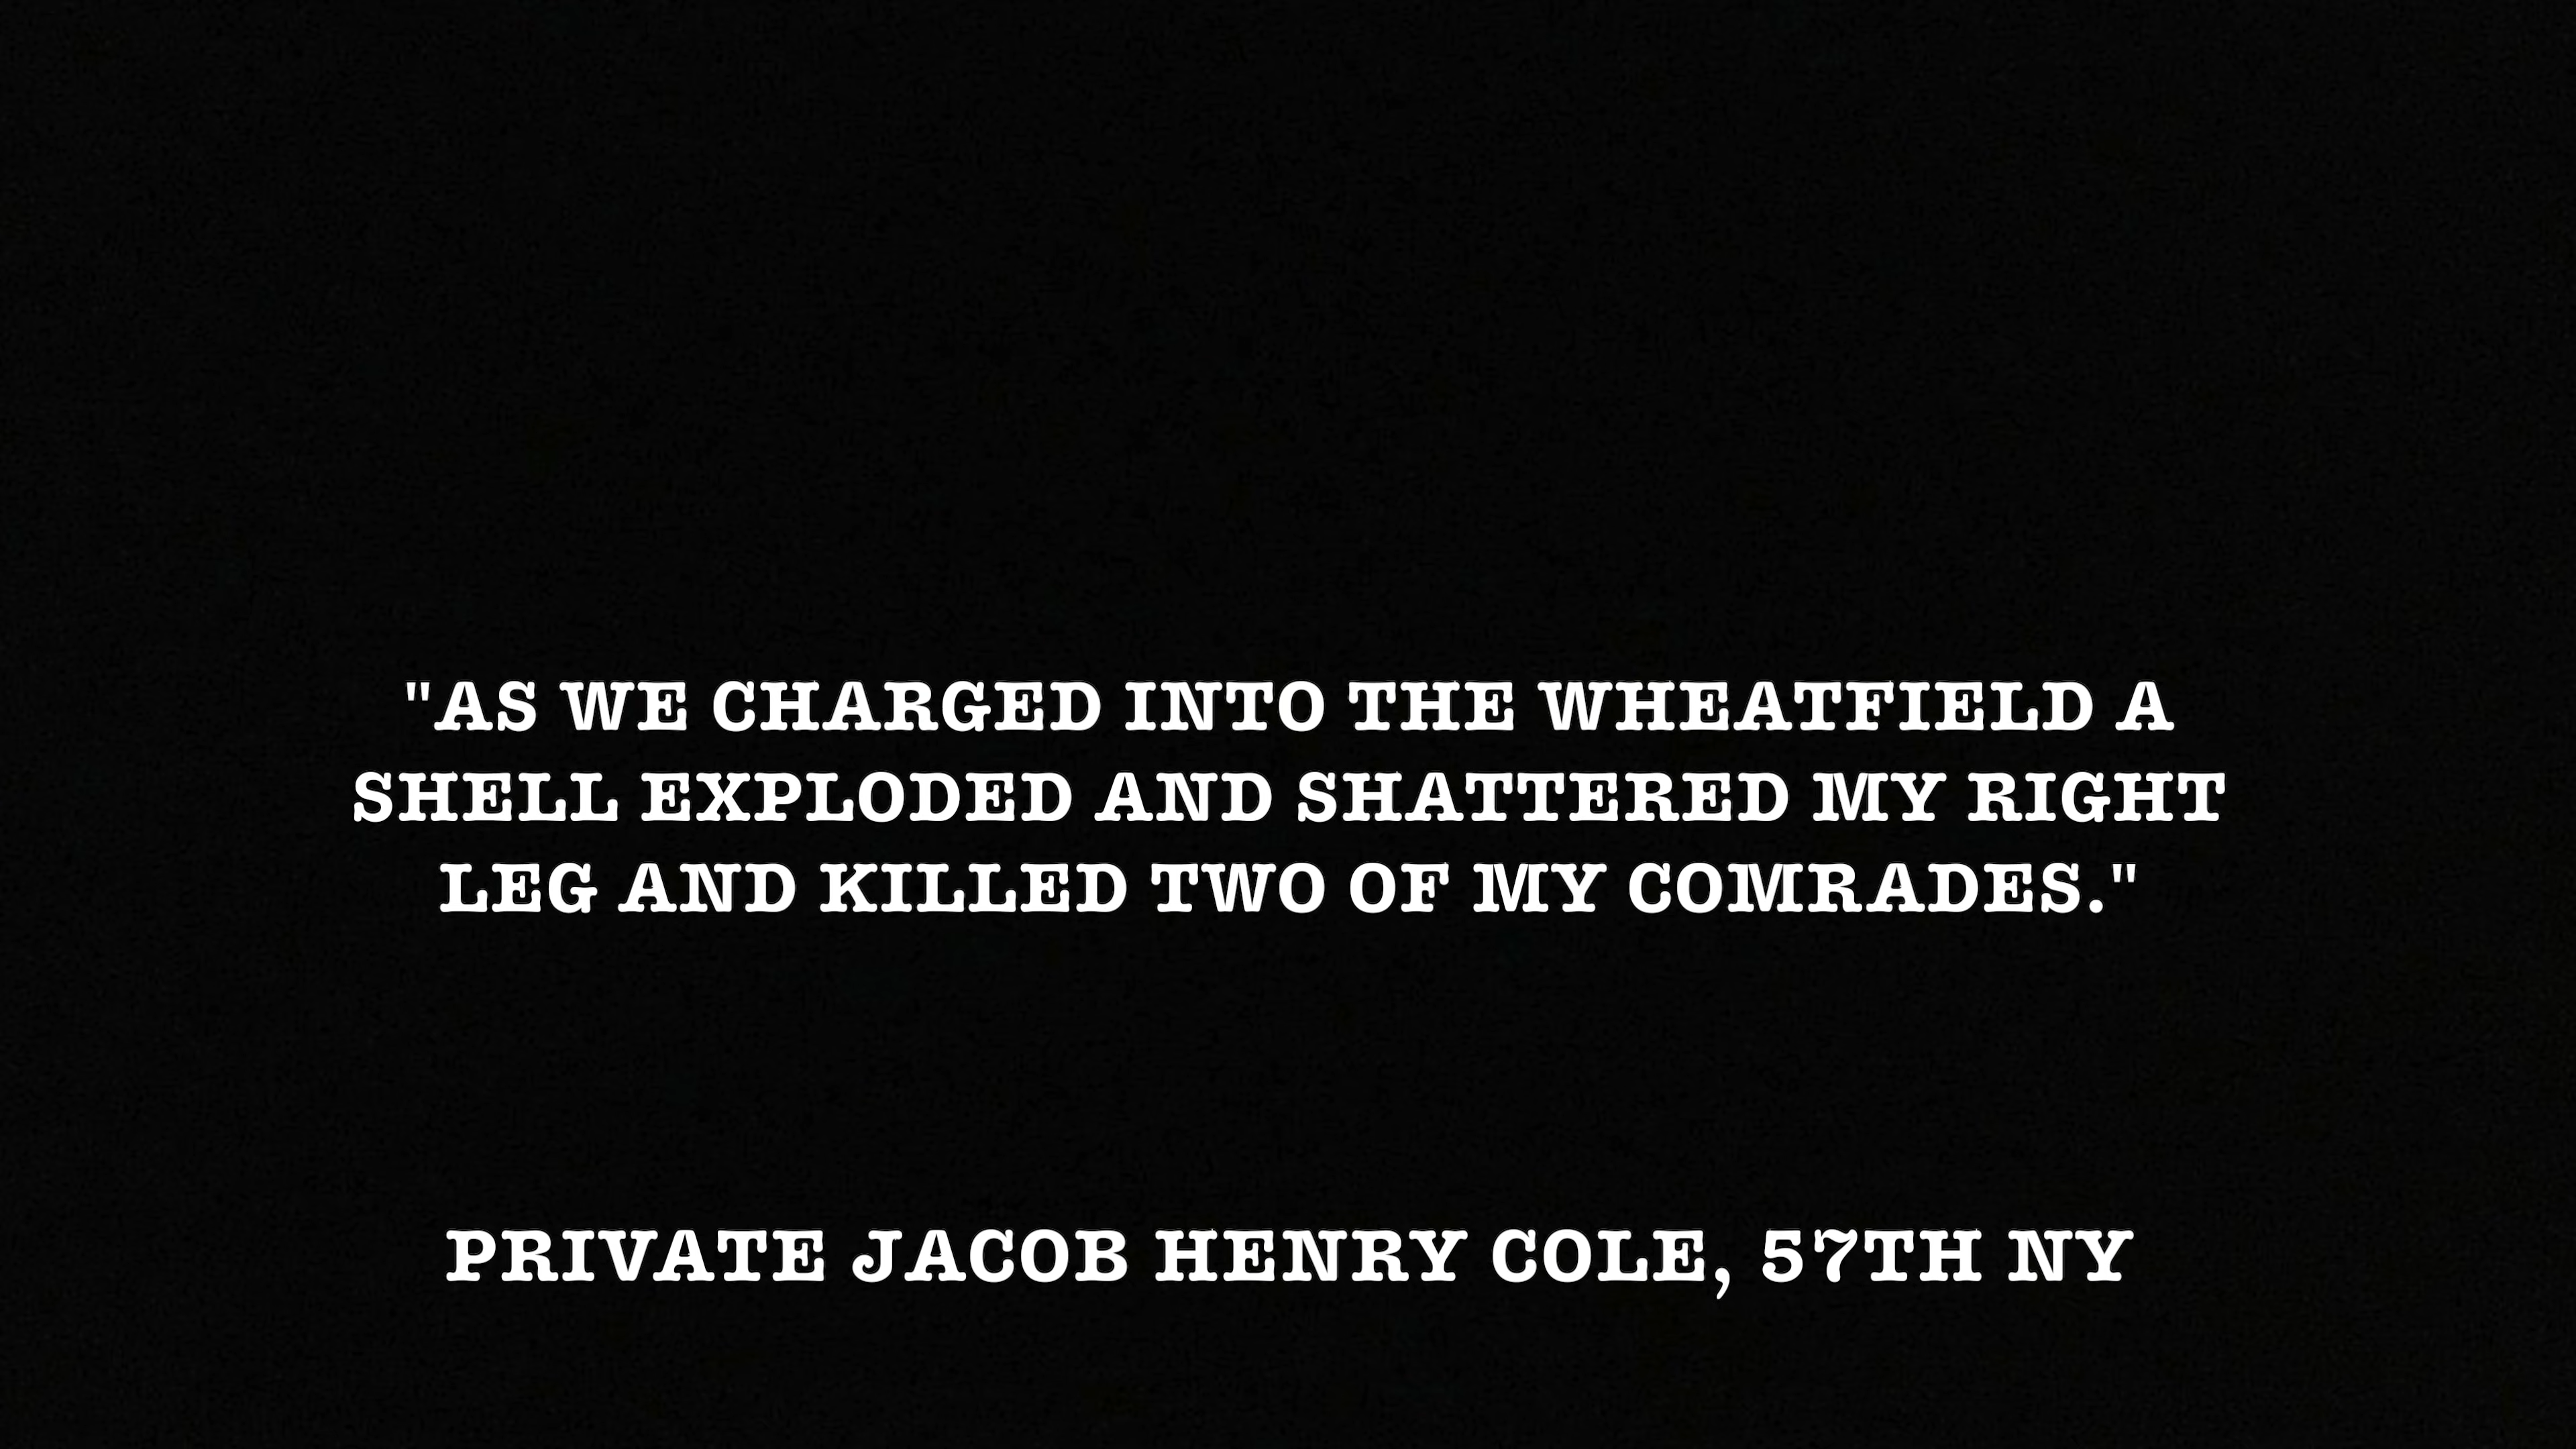 "AS WE CHARGED INTO THE WHEATFIELD A
SHELL EXPLODED AND SHATTERED MY RIGHT
LEG AND KILLED TWO OF MY COMRADES."
PRIVATE JACOB HENRY COLE, 57TH NY